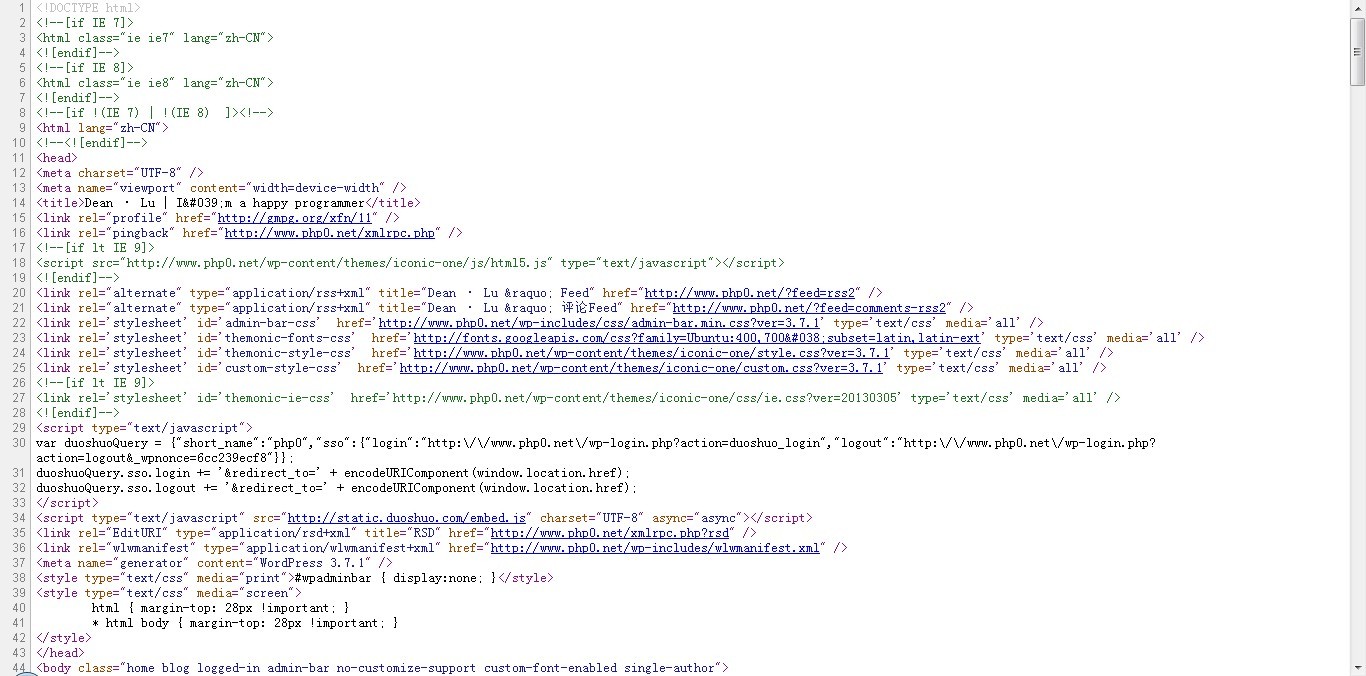 1 <!DOCTYPE html>
2 <!--[if IE 7]>
3 <html class="ie ie7" lang="zh-CN">
4 <![endif]-->
5 <!--[if IE 8]>
6 <html class="ie ie8" lang="zh-CN">
7 <![endif]-->
8 <!--[if !(IE 7) | !(IE 8)  ]><!-->
9 <html lang="zh-CN">
10 <!--<![endif]-->
11 <head>
12 <meta charset="UTF-8" />
13 <meta name="viewport" content="width=device-width" />
14 <title>Dean · Lu | I&#039;m a happy programmer</title>
15 <link rel="profile" href="http://gmpg.org/xfn/11" />
16 <link rel="pingback" href="http://www.php0.net/xmlrpc.php" />
17 <!--[if lt IE 9]>
18 <script src="http://www.php0.net/wp-content/themes/iconic-one/js/html5.js" type="text/javascript"></script>
19 <![endif]-->
20 <link rel="alternate" type="application/rss+xml" title="Dean · Lu &raquo; Feed" href="http://www.php0.net/?feed=rss2" />
21 <link rel="alternate" type="application/rss+xml" title="Dean · Lu &raquo; 评论Feed" href="http://www.php0.net/?feed=comments-rss2" />
22 <link rel='stylesheet' id='admin-bar-css'  href='http://www.php0.net/wp-includes/css/admin-bar.min.css?ver=3.7.1' type='text/css' media='all' />
23 <link rel='stylesheet' id='themonic-fonts-css'  href='http://fonts.googleapis.com/css?family=Ubuntu:400,700&#038;subset=latin,latin-ext' type='text/css' media='all' />
24 <link rel='stylesheet' id='themonic-style-css'  href='http://www.php0.net/wp-content/themes/iconic-one/style.css?ver=3.7.1' type='text/css' media='all' />
25 <link rel='stylesheet' id='custom-style-css'  href='http://www.php0.net/wp-content/themes/iconic-one/custom.css?ver=3.7.1' type='text/css' media='all' />
26 <!--[if lt IE 9]>
27 <link rel='stylesheet' id='themonic-ie-css'  href='http://www.php0.net/wp-content/themes/iconic-one/css/ie.css?ver=20130305' type='text/css' media='all' />
28 <![endif]-->
29 <script type="text/javascript">
30 var duoshuoQuery = {"short_name":"php0","sso":{"login":"http:\/\/www.php0.net\/wp-login.php?action=duoshuo_login","logout":"http:\/\/www.php0.net\/wp-login.php?
action=logout&_wpnonce=6cc239ecf8"}};
31 duoshuoQuery.sso.login += '&redirect_to=' + encodeURIComponent(window.location.href);
32 duoshuoQuery.sso.logout += '&redirect_to=' + encodeURIComponent(window.location.href);
33 </script>
34 <script type="text/javascript" src="http://static.duoshuo.com/embed.js" charset="UTF-8" async="async"></script>
35 <link rel="EditURI" type="application/rsd+xml" title="RSD" href="http://www.php0.net/xmlrpc.php?rsd" />
36 <link rel="wlwmanifest" type="application/wlwmanifest+xml" href="http://www.php0.net/wp-includes/wlwmanifest.xml" />
37 <meta name="generator" content="WordPress 3.7.1" />
38 <style type="text/css" media="print">#wpadminbar { display:none; }</style>
39 <style type="text/css" media="screen">
40 html { margin-top: 28px !important; }
41 * html body { margin-top: 28px !important; }
42 </style>
43 </head>
44 <body class="home blog logged-in admin-bar no-customize-support custom-font-enabled single-author">